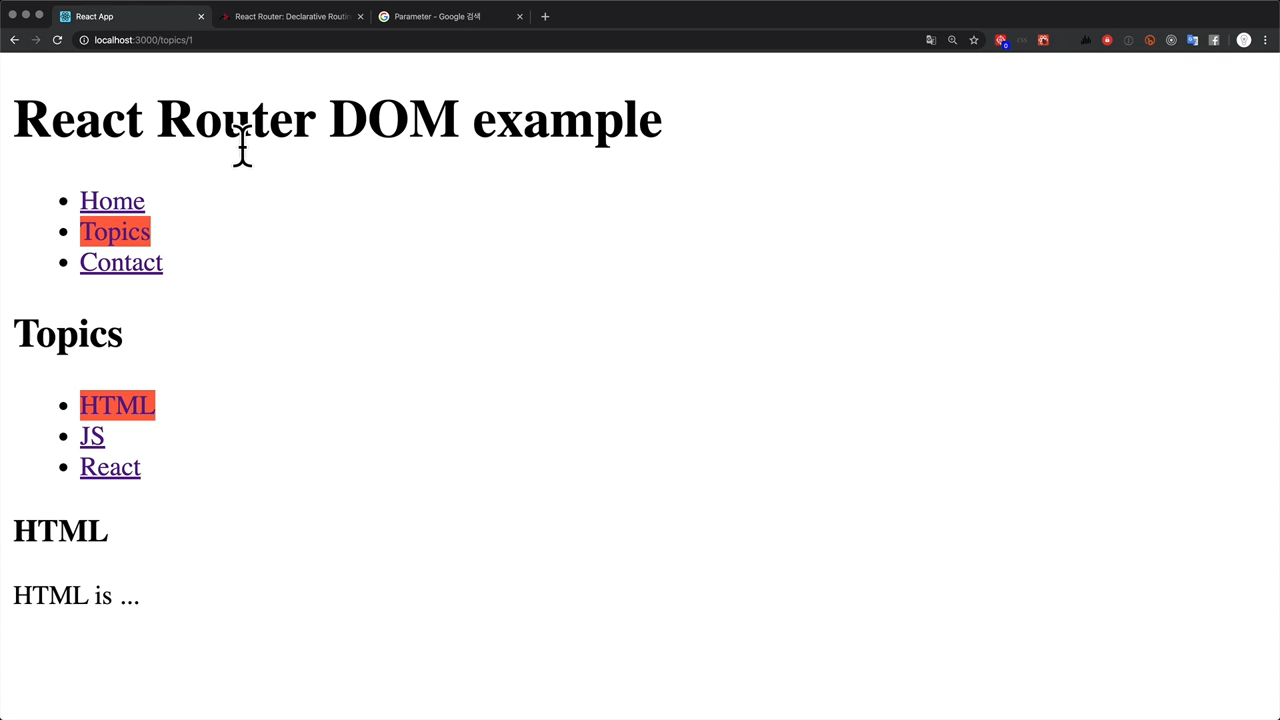 React App
React Router: Declarative Routin
Parameter - Google 검색
localhost:3000/topics/1
React Router DOM example
Home
Topics
Contact
Topics
HTML
JS
React
HTML
HTML is ...